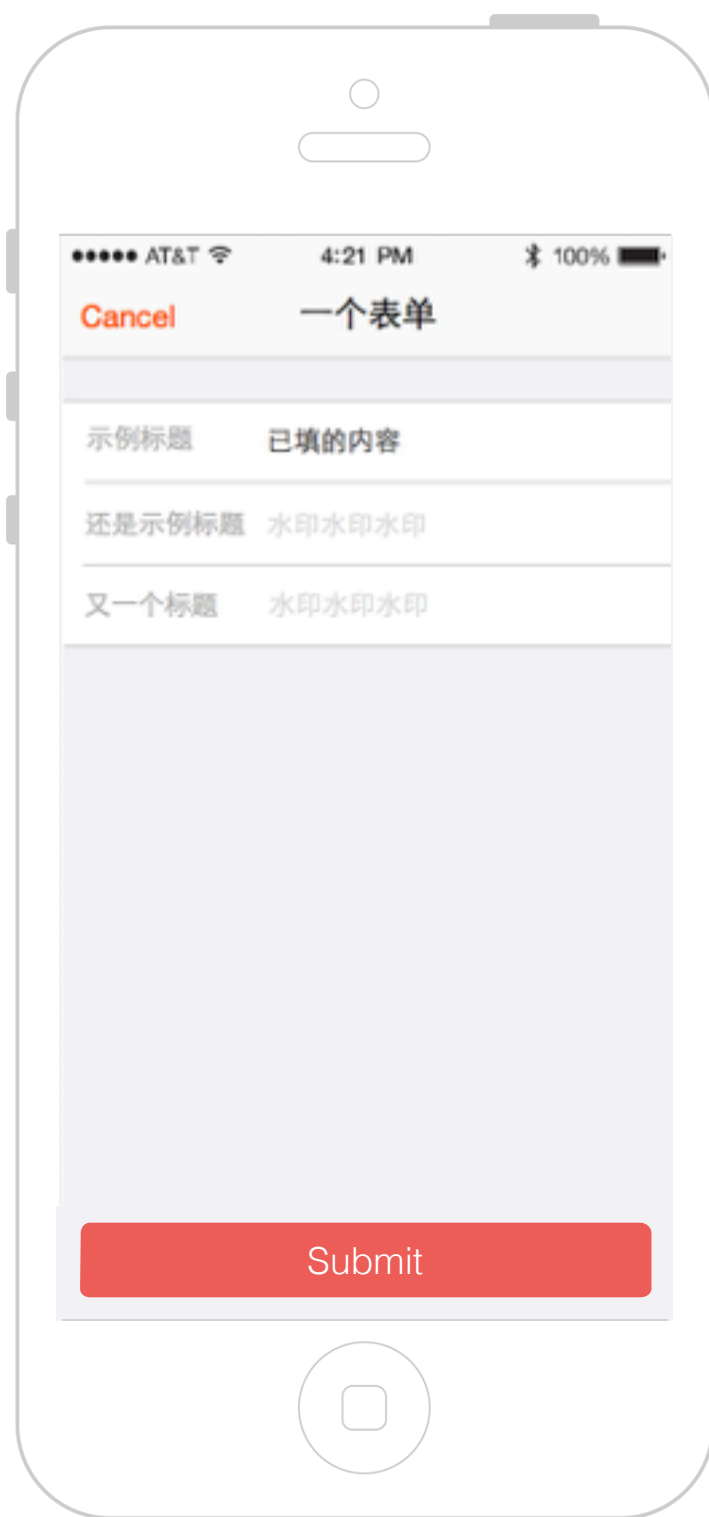 AT&T 4:21 PM 100%
Cancel 一个表单
示例标题 已填的内容
还是示例标题 水印水印水印
又一个标题 水印水印水印
Submit